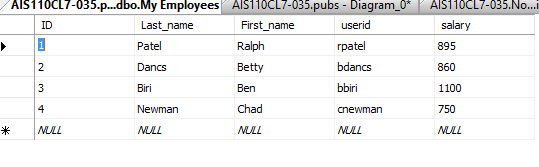 AIS110CL7-035.p...dbo.My Employees AIS110CL7-035.pubs - Diagram_0* AIS110CL7-035.No...
ID Last_name First_name userid salary
1 Patel Ralph rpatel 895
2 Dancs Betty bdancs 860
3 Biri Ben bbiri 1100
4 Newman Chad cnewman 750
NULL NULL NULL NULL NULL